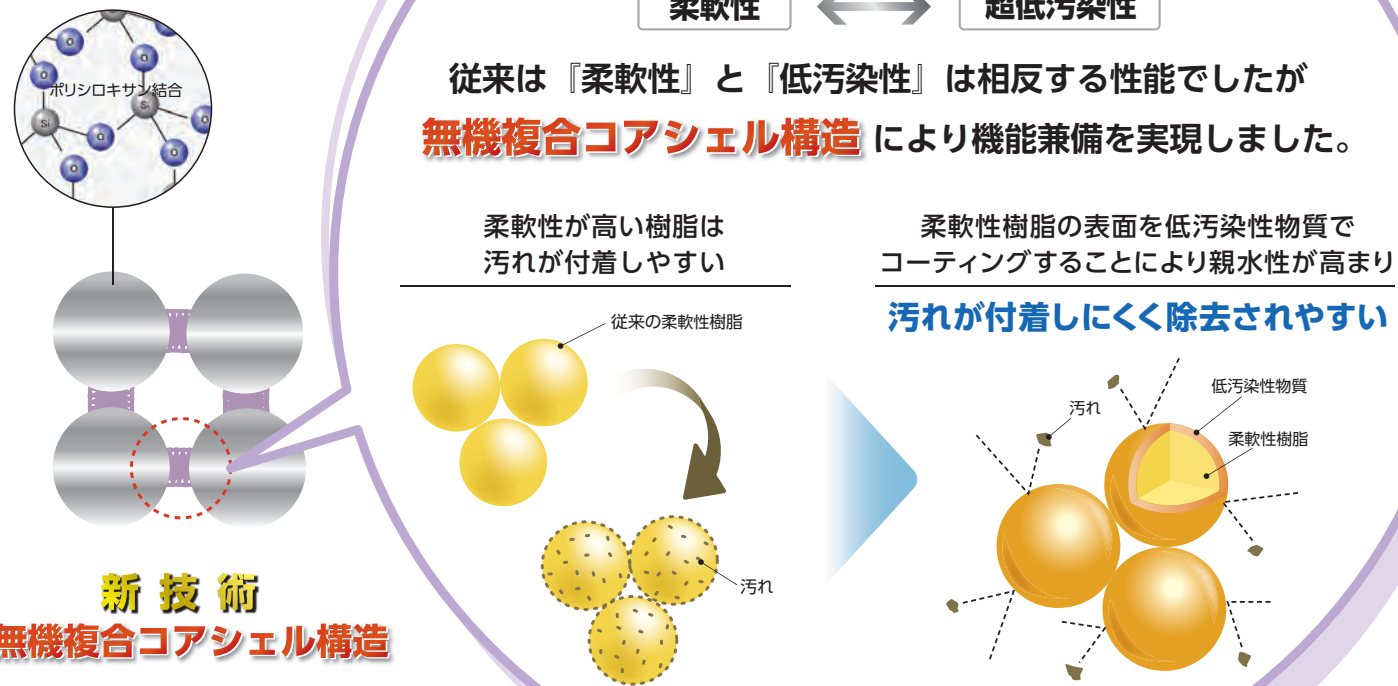 柔軟性
超低汚染性
従来は『柔軟性』と『低汚染性』は相反する性能でしたが
無機複合コアシェル構造により機能兼備を実現しました。
ポリシロキサン結合
O
O
O
O
Si
Si
O
O
O
柔軟性が高い樹脂は
汚れが付着しやすい
従来の柔軟性樹脂
汚れ
柔軟性樹脂の表面を低汚染性物質で
コーティングすることにより親水性が高まり
汚れが付着しにくく除去されやすい
低汚染性物質
汚れ
柔軟性樹脂
新技術
無機複合コアシェル構造